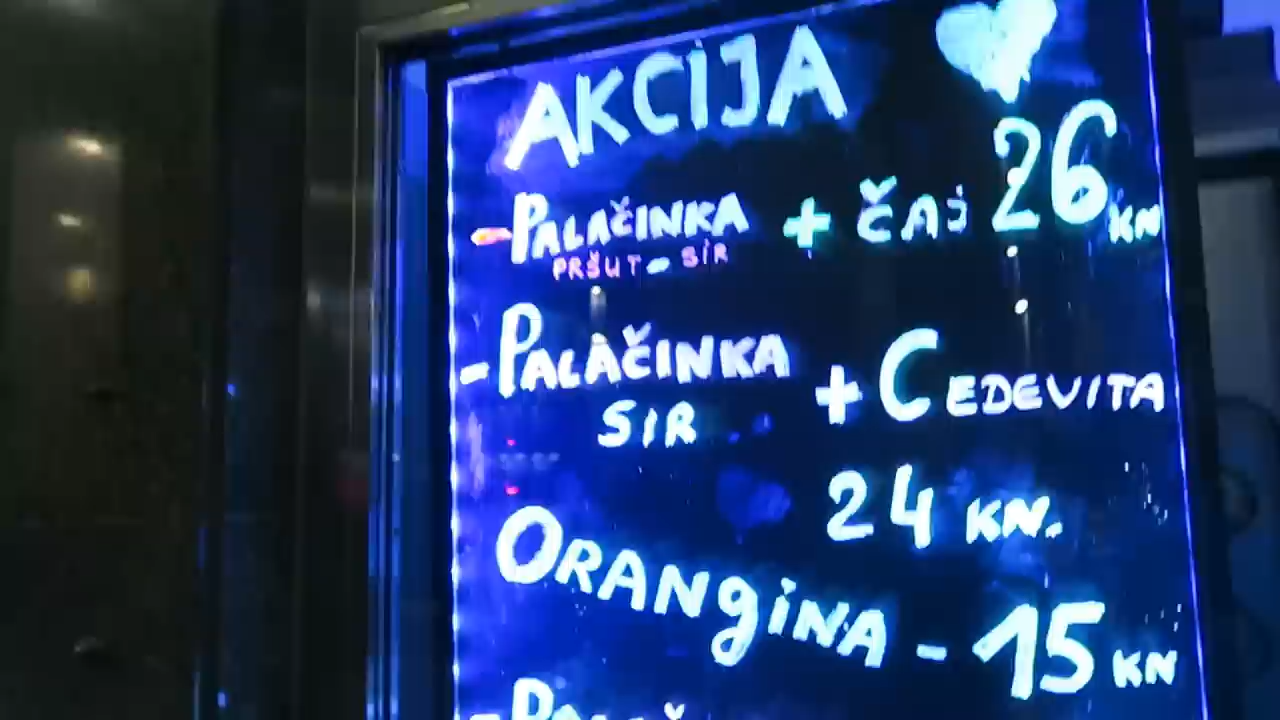 AKCIJA
- PALAČINKA + ČAJ 26 KN
PRŠUT - SIR
- PALAČINKA + CEDEVITA
SIR
24 KN.
ORANGINA - 15 KN